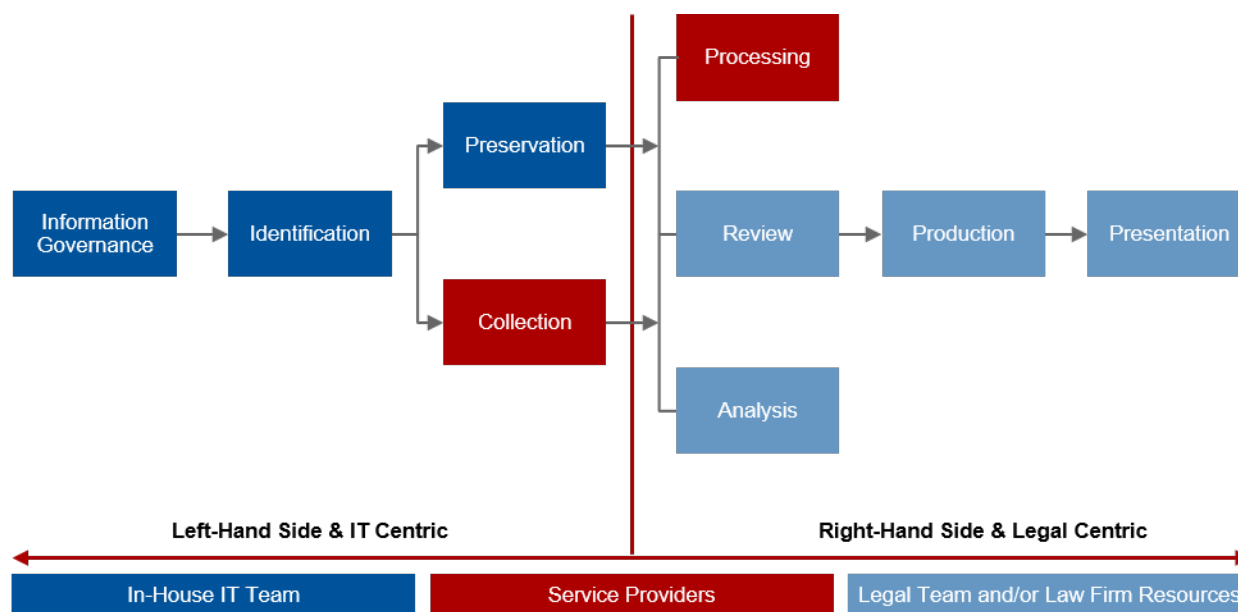 Processing
Preservation
Information
Governance
Identification
Review
Production
Presentation
Collection
Analysis
Left-Hand Side & IT Centric
Right-Hand Side & Legal Centric
In-House IT Team
Service Providers
Legal Team and/or Law Firm Resources